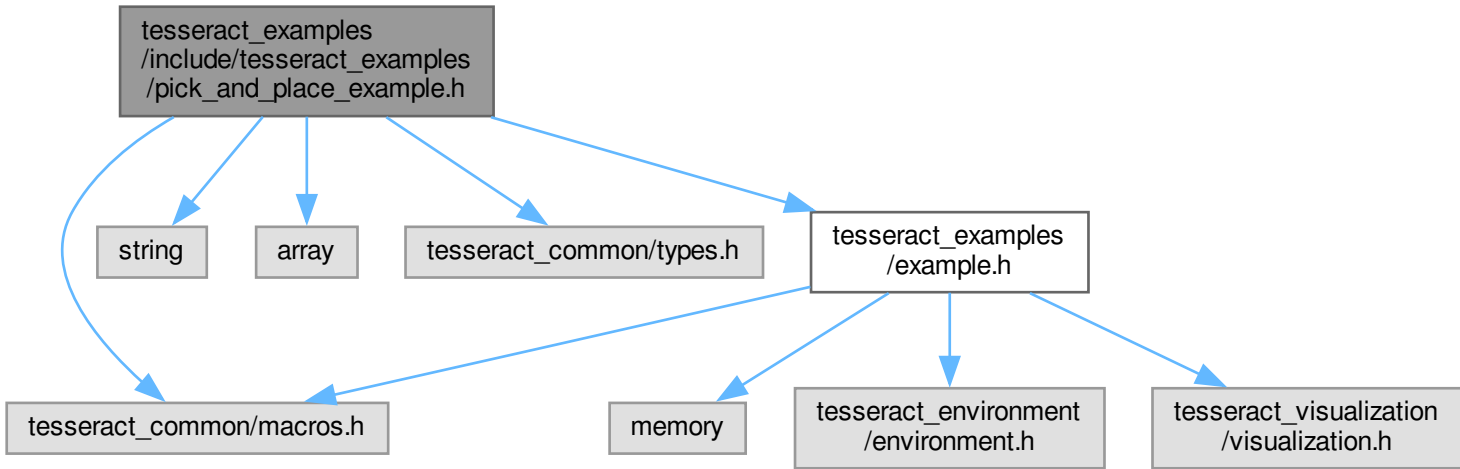 tesseract_examples
/include/tesseract_examples
/pick_and_place_example.h
string
array
tesseract_common/types.h
tesseract_examples
/example.h
tesseract_common/macros.h
memory
tesseract_environment
/environment.h
tesseract_visualization
/visualization.h